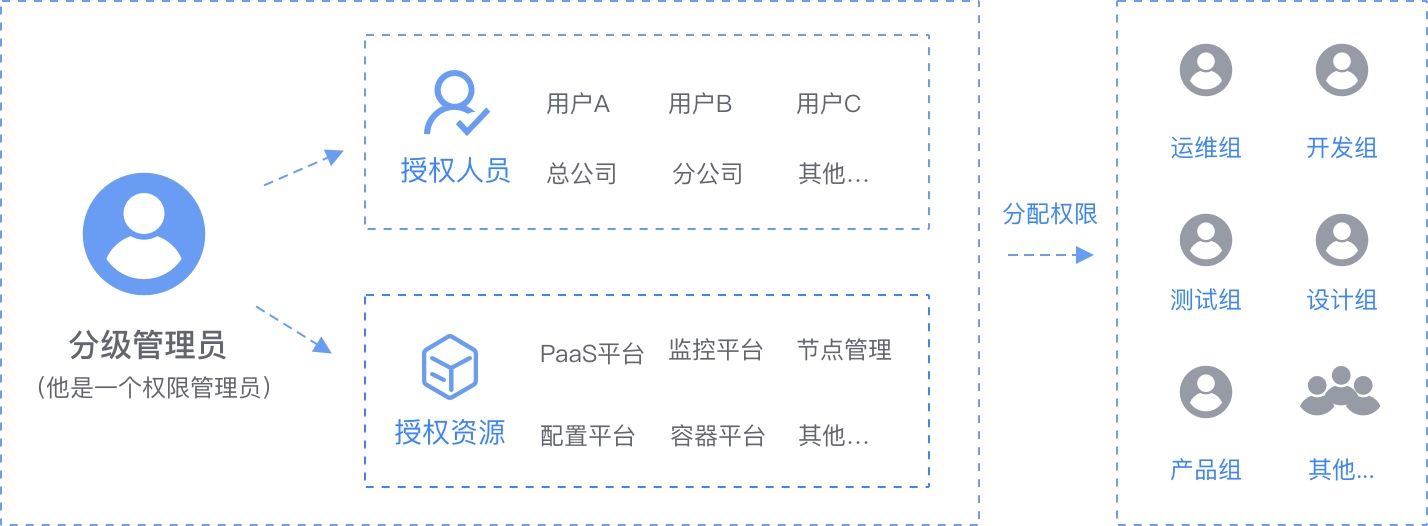 分级管理员
(他是一个权限管理员)
授权人员
用户A 用户B 用户C
总公司 分公司 其他...
授权资源
PaaS平台 监控平台 节点管理
配置平台 容器平台 其他...
分配权限
运维组 开发组
测试组 设计组
产品组 其他...